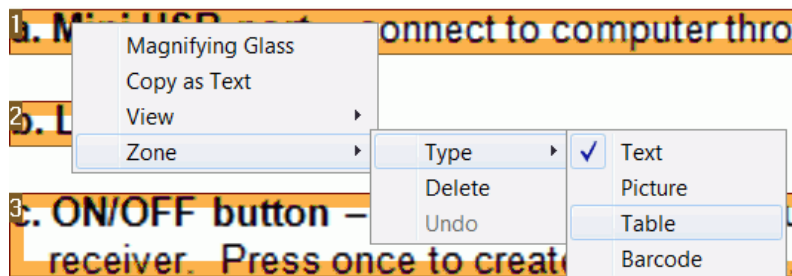 1
a. Mini USB port – connect to computer thro
Magnifying Glass
Copy as Text
View
Zone
2
b. L
Type
Delete
Undo
Text
Picture
Table
Barcode
3
c. ON/OFF button –
receiver. Press once to creat